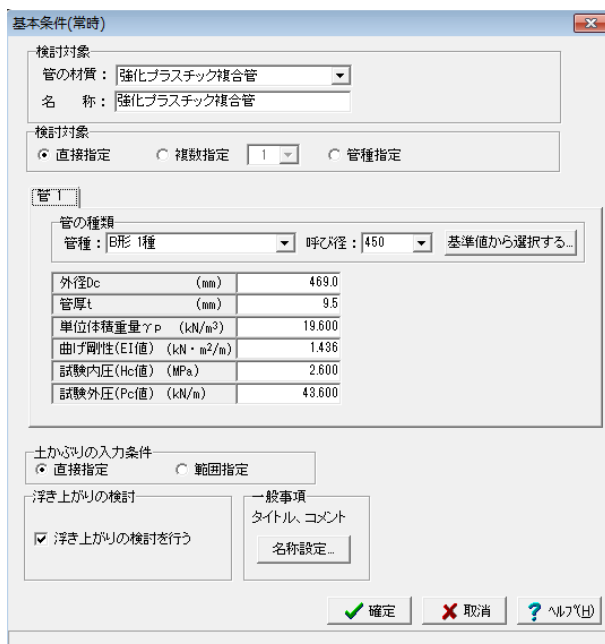 基本条件(常時)
検討対象
管の材質： 強化プラスチック複合管
名　　称： 強化プラスチック複合管
検討対象
直接指定 複数指定 1 管種指定
管 1
管の種類
管種： B形 1種 呼び径： 450 基準値から選択する...
外径Dc (mm) 469.0
管厚t (mm) 9.5
単位体積重量γp (kN/m³) 19.600
曲げ剛性(EI値) (kN・m²/m) 1.436
試験内圧(Hc値) (MPa) 2.600
試験外圧(Pc値) (kN/m) 43.600
土かぶりの入力条件
直接指定 範囲指定
浮き上がりの検討
浮き上がりの検討を行う
一般事項
タイトル、コメント
名称設定...
確定 取消 ヘルプ(H)